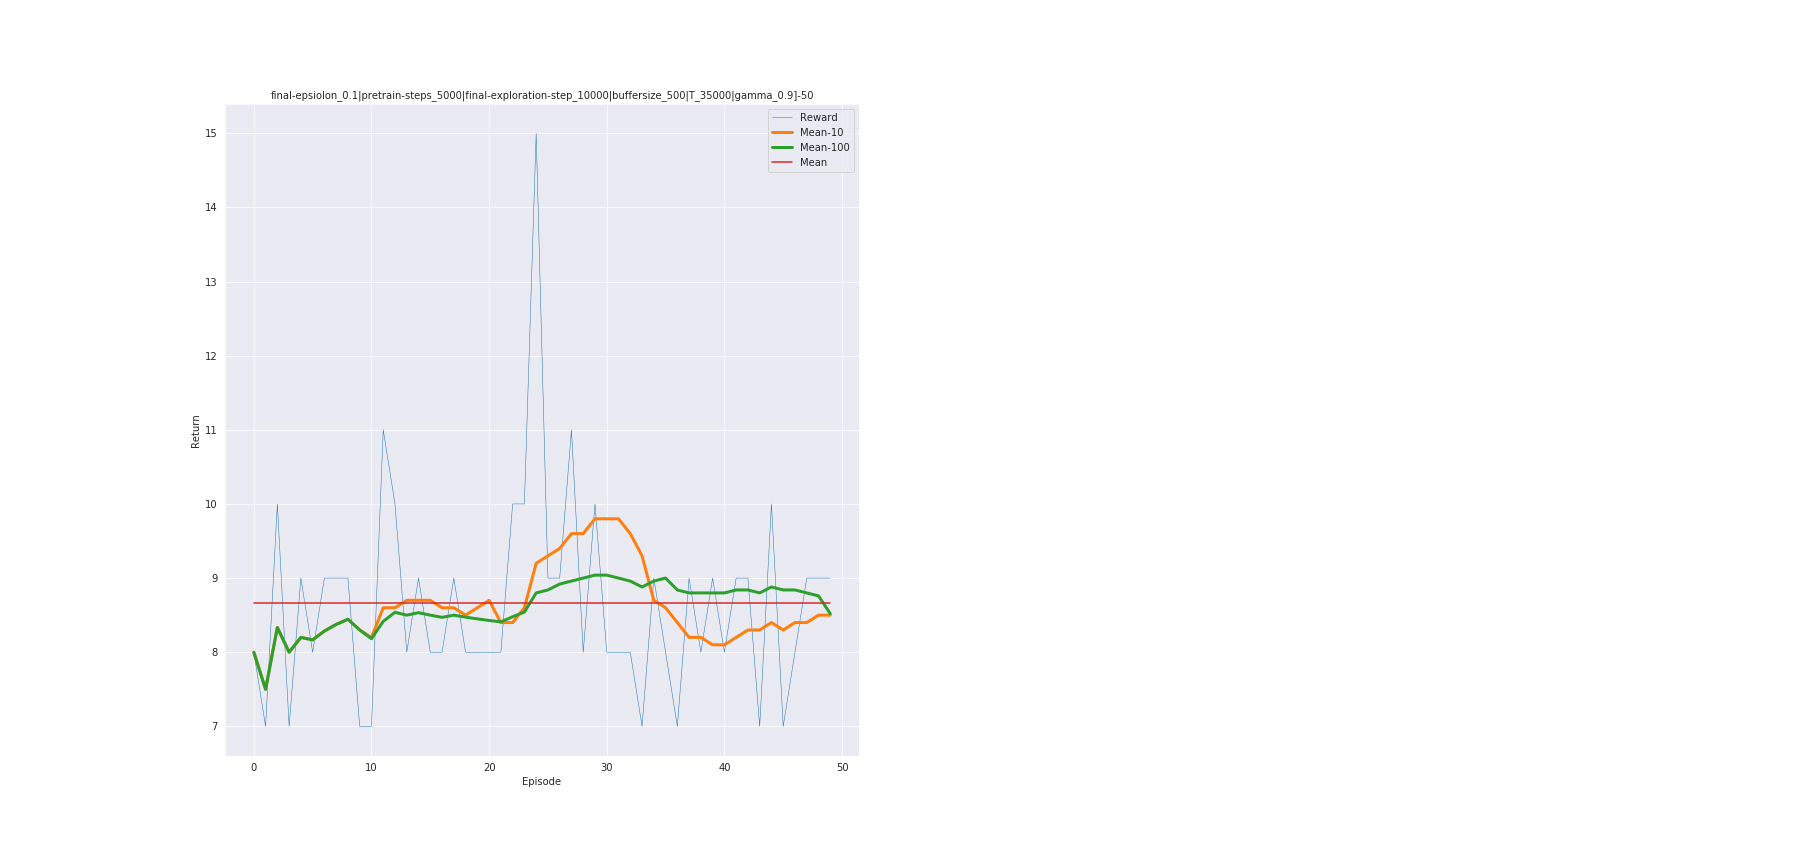 final-epsiolon_0.1|pretrain-steps_5000|final-exploration-step_10000|buffersize_500|T_35000|gamma_0.9]-50
Reward
Mean-10
Mean-100
Mean
15
14
13
12
11
10
9
8
7
Return
0 10 20 30 40 50
Episode